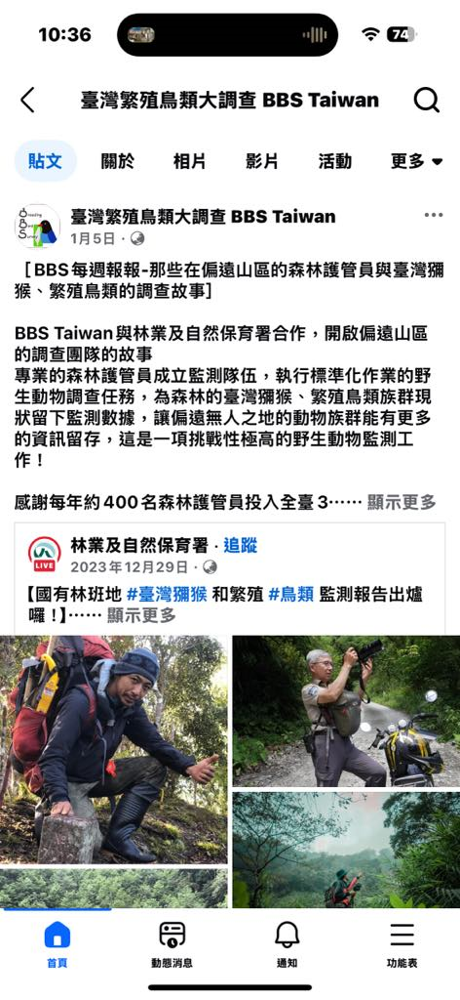 10:36
74
臺灣繁殖鳥類大調查 BBS Taiwan
貼文 關於 相片 影片 活動 更多
Breeding
Bird
Survey
臺灣繁殖鳥類大調查 BBS Taiwan
1月5日 ·
［BBS每週報報-那些在偏遠山區的森林護管員與臺灣獼
猴、繁殖鳥類的調查故事］
BBS Taiwan與林業及自然保育署合作，開啟偏遠山區
的調查團隊的故事
專業的森林護管員成立監測隊伍，執行標準化作業的野
生動物調查任務，為森林的臺灣獼猴、繁殖鳥類族群現
狀留下監測數據，讓偏遠無人之地的動物族群能有更多
的資訊留存，這是一項挑戰性極高的野生動物監測工
作！
感謝每年約400名森林護管員投入全臺3…… 顯示更多
林業及自然保育署 · 追蹤
LIVE
2023年12月29日 ·
【國有林班地 #臺灣獼猴 和繁殖 #鳥類 監測報告出爐
囉！】…… 顯示更多
首頁 動態消息 通知 功能表